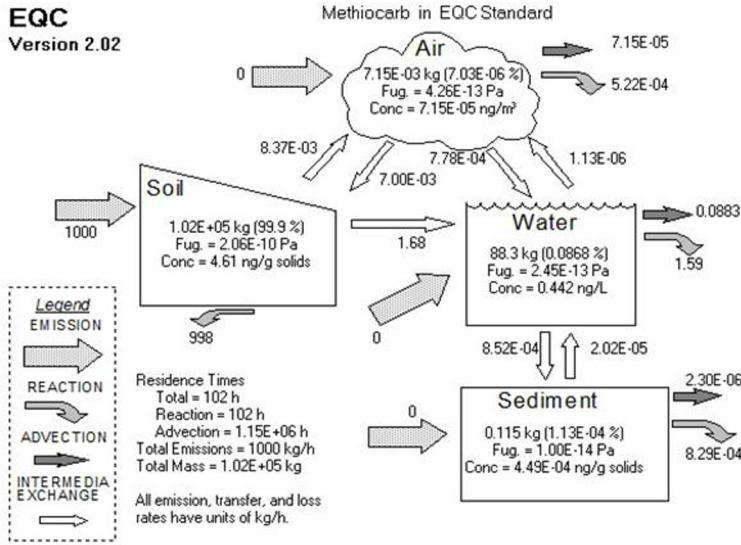 EQC
Version 2.02
Methiocarb in EQC Standard
Air
7.15E-03 kg (7.03E-06 %)
Fug. = 4.26E-13 Pa
Conc = 7.15E-05 ng/m³
0
7.15E-05
5.22E-04
8.37E-03
7.00E-03
7.78E-04
1.13E-06
Soil
1.02E+05 kg (99.9 %)
Fug. = 2.06E-10 Pa
Conc = 4.61 ng/g solids
1000
998
1.68
Water
88.3 kg (0.0868 %)
Fug. = 2.45E-13 Pa
Conc = 0.442 ng/L
0.0883
1.59
0
8.52E-04
2.02E-05
Sediment
0.115 kg (1.13E-04 %)
Fug. = 1.00E-14 Pa
Conc = 4.49E-04 ng/g solids
0
2.30E-06
8.29E-04
Legend
EMISSION
REACTION
ADVECTION
INTERMEDIA
EXCHANGE
Residence Times
Total = 102 h
Reaction = 102 h
Advection = 1.15E+06 h
Total Emissions = 1000 kg/h
Total Mass = 1.02E+05 kg
All emission, transfer, and loss
rates have units of kg/h.